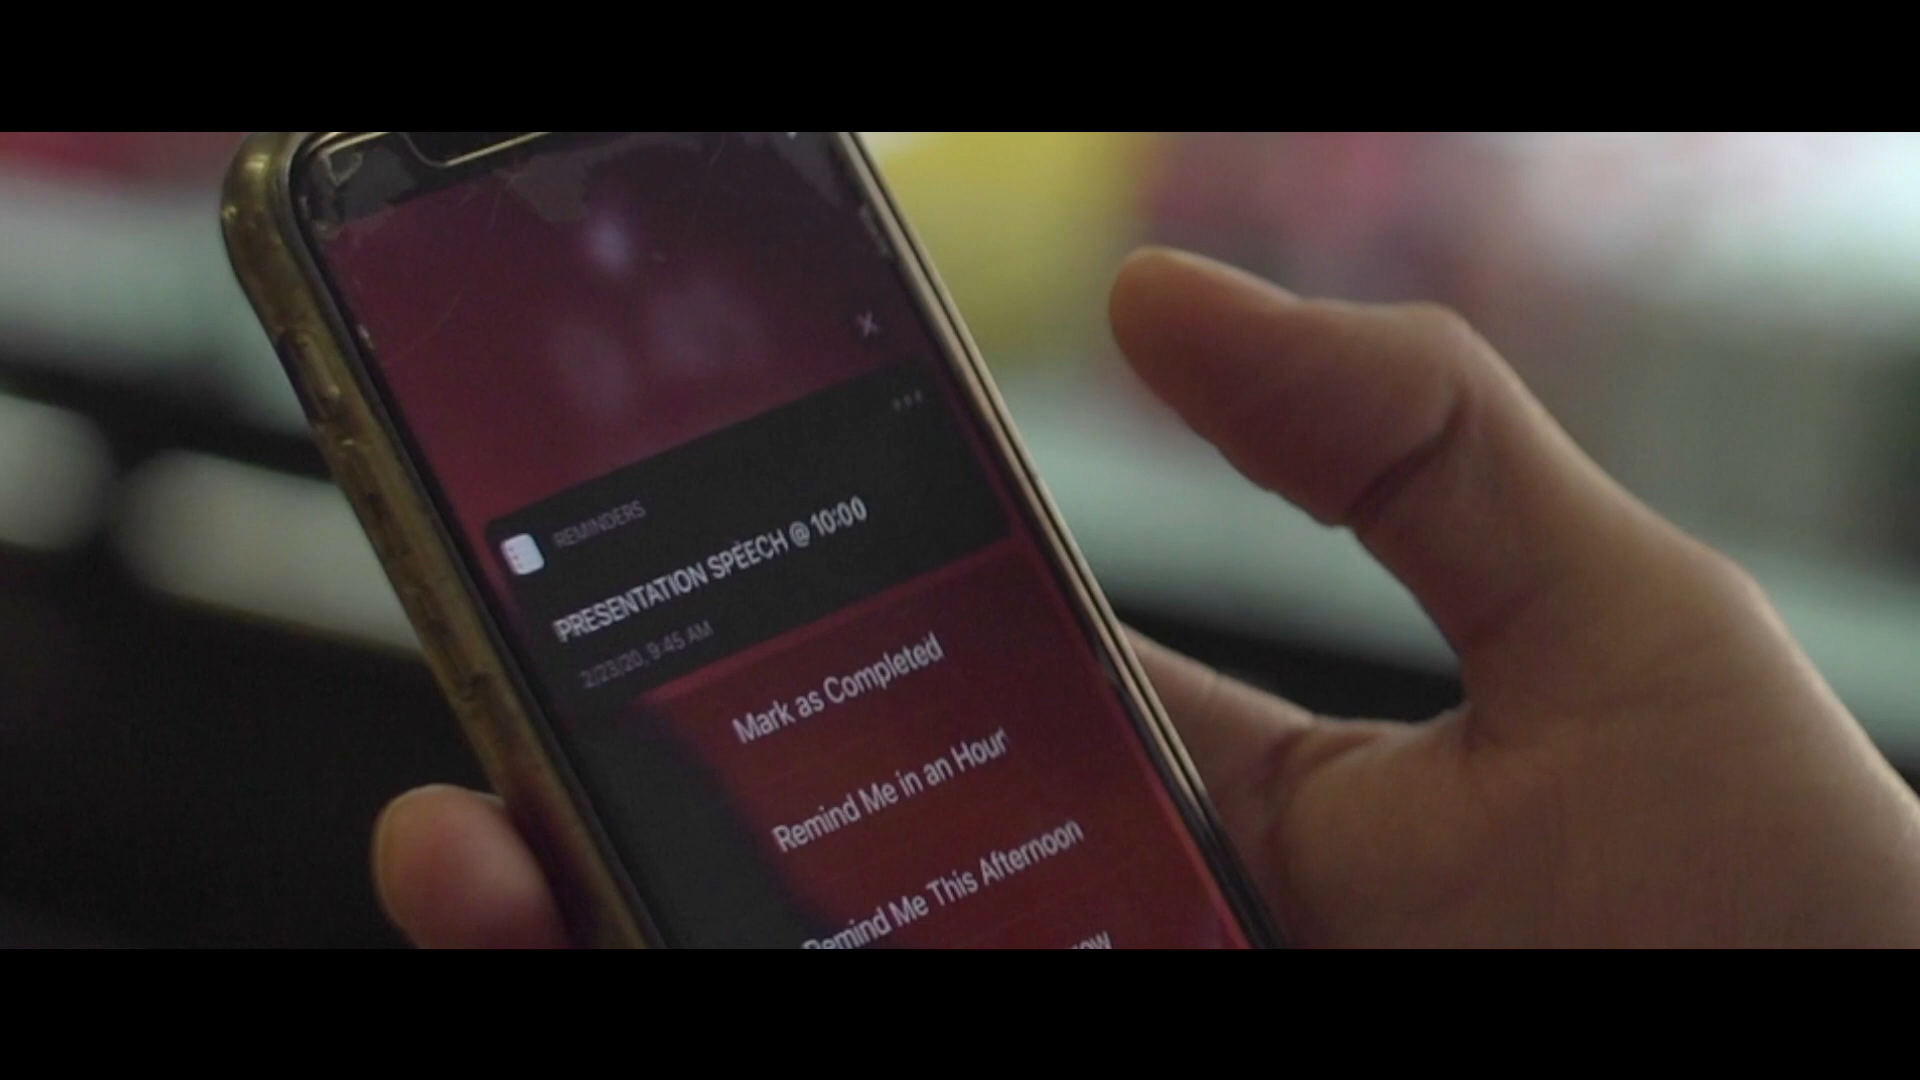 REMINDERS
PRESENTATION SPEECH @ 10:00
2/23/20, 9:45 AM
Mark as Completed
Remind Me in an Hour
Remind Me This Afternoon